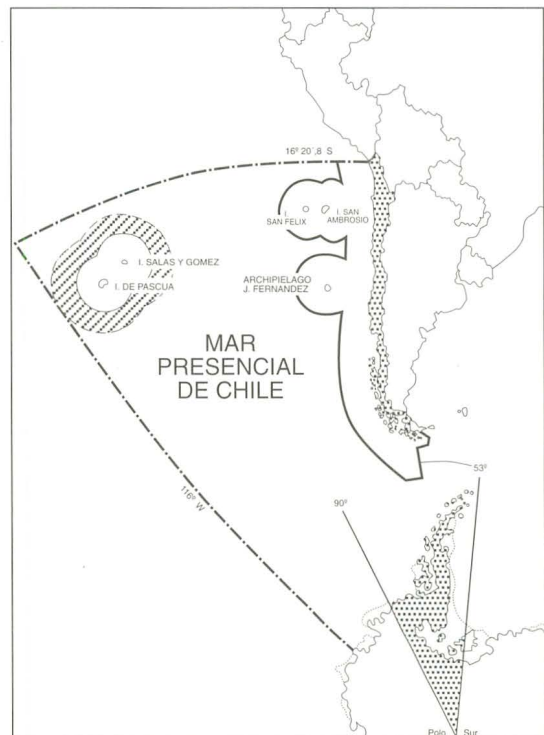 16º 20´,8 S
I.
SAN FELIX
I. SAN
AMBROSIO
I. SALAS Y GOMEZ
I. DE PASCUA
ARCHIPIELAGO
J. FERNANDEZ
MAR
PRESENCIAL
DE CHILE
116º W
53º
90º
Polo Sur